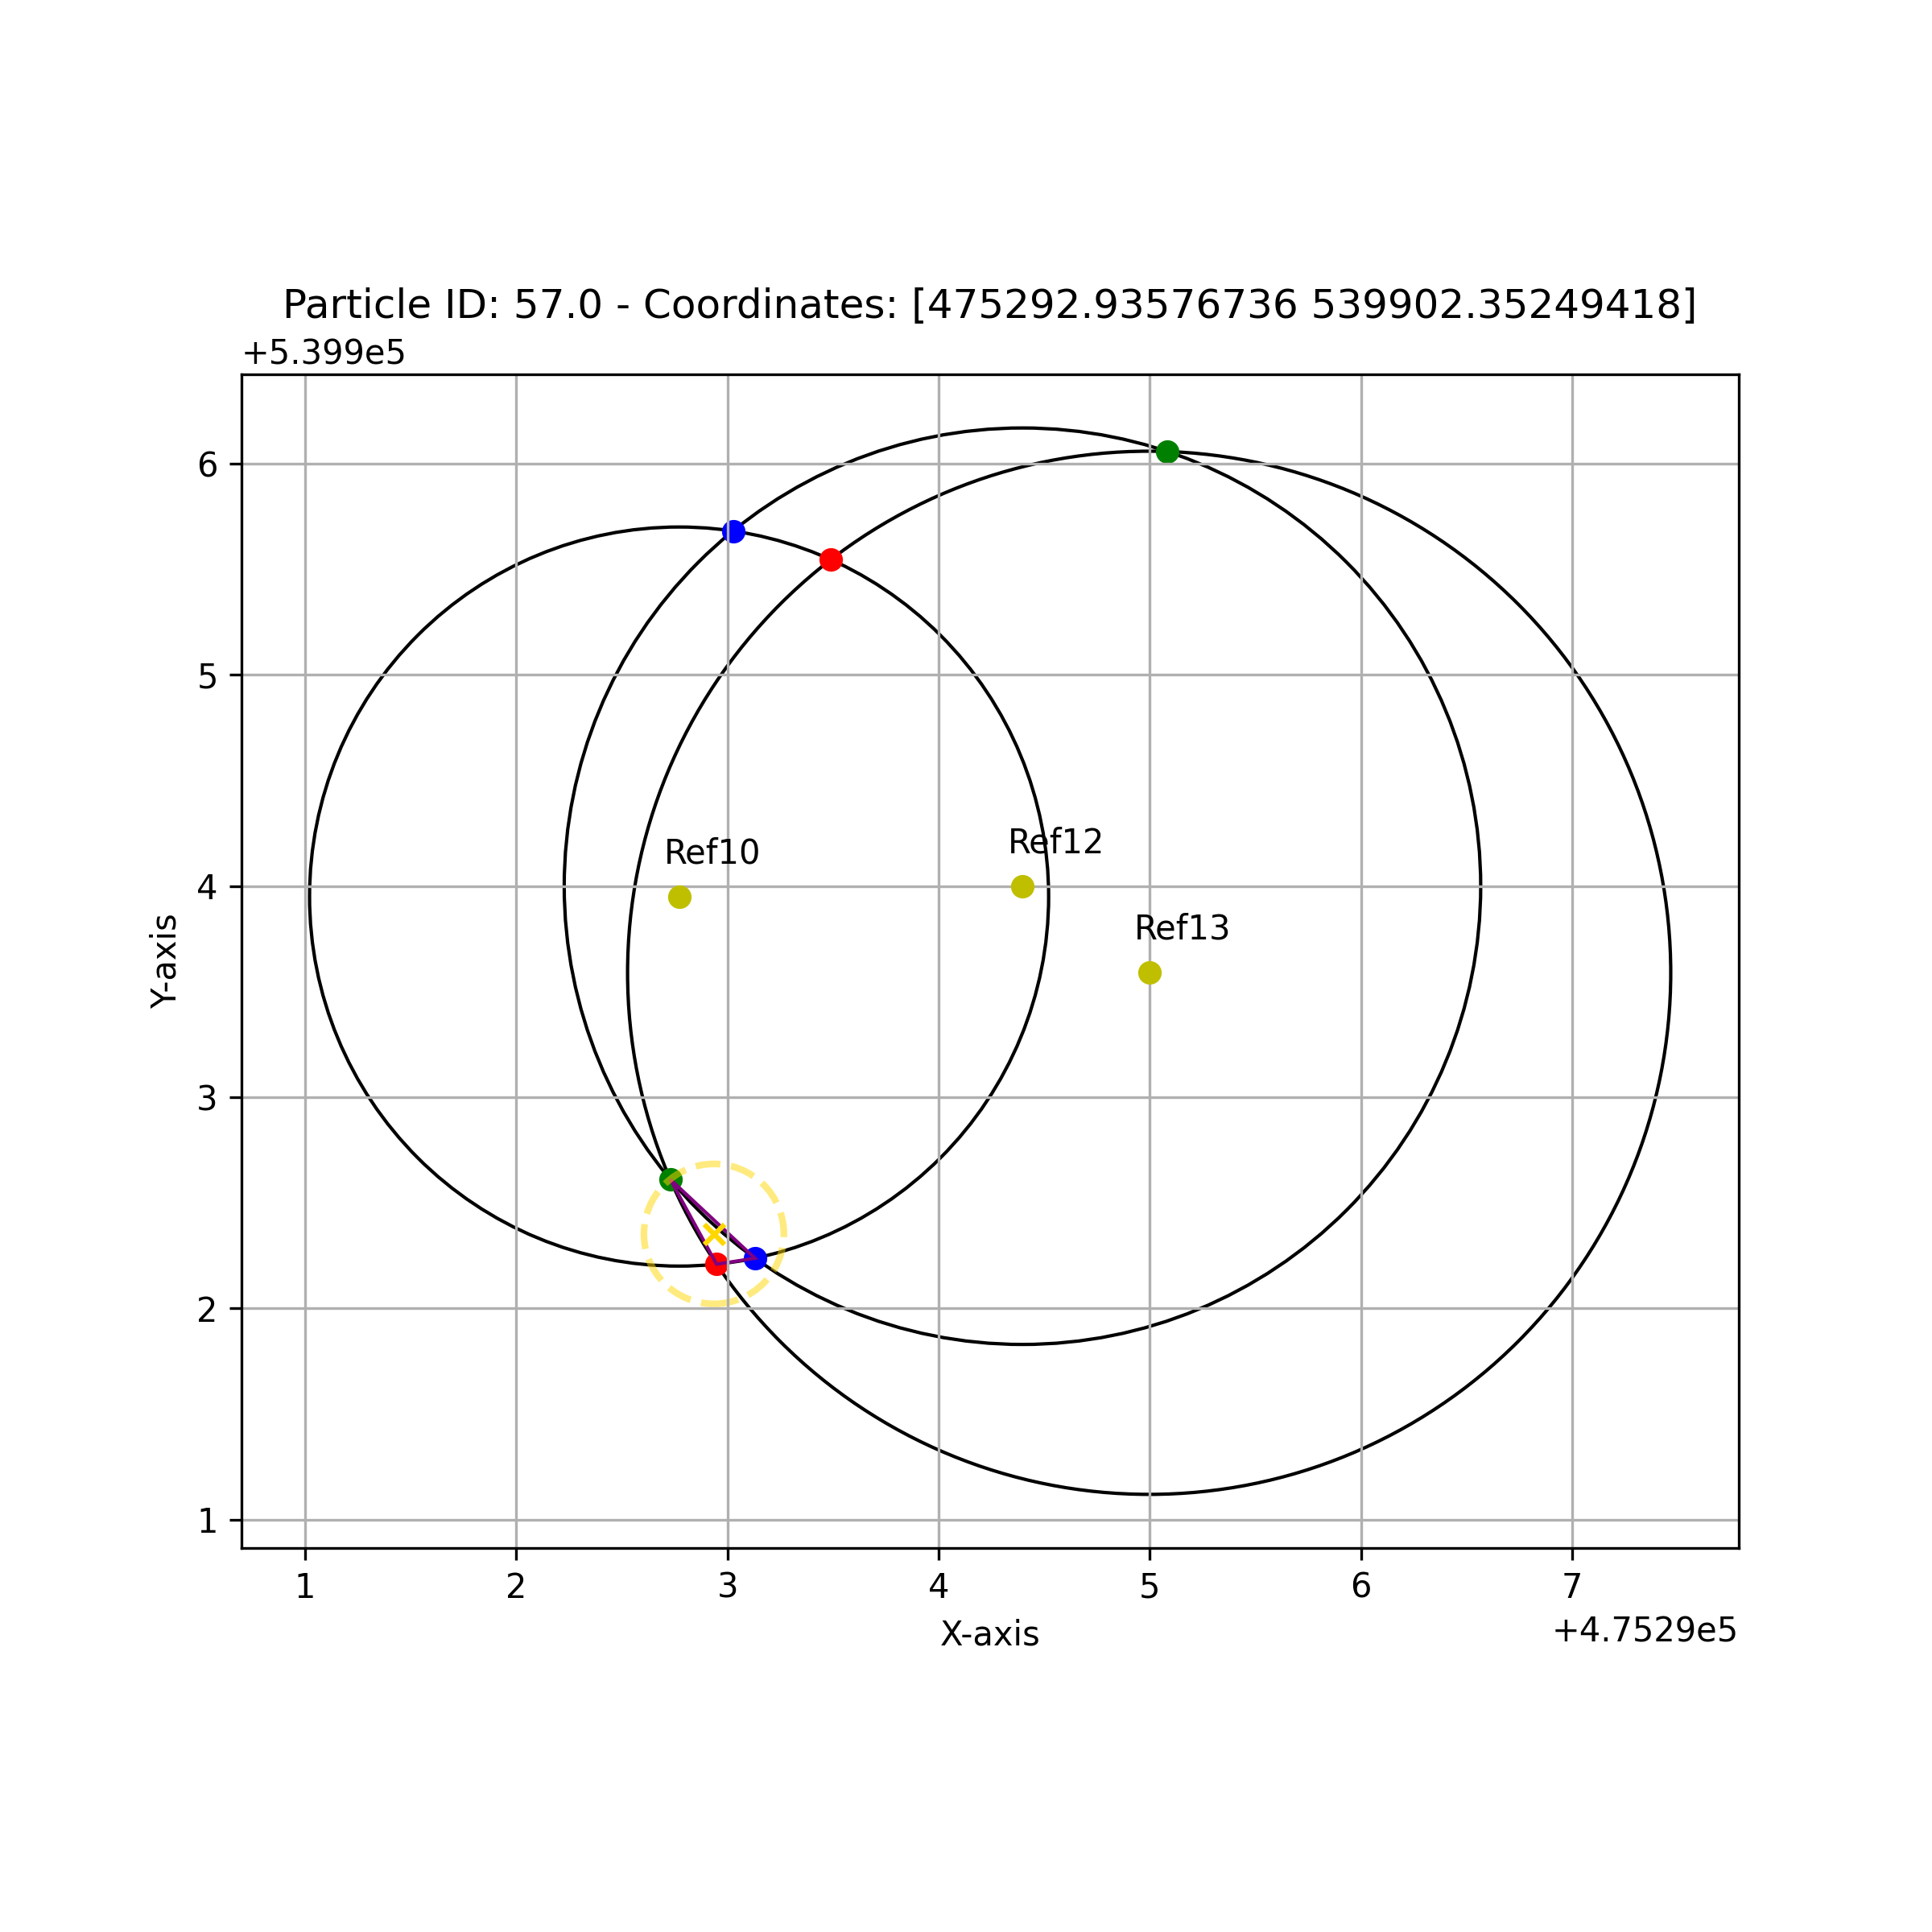 Particle ID: 57.0 - Coordinates: [475292.93576736 539902.35249418]
+5.399e5
6
5
4
3
2
1
Y-axis
Ref10
Ref12
Ref13
1 2 3 4 5 6 7
X-axis
+4.7529e5